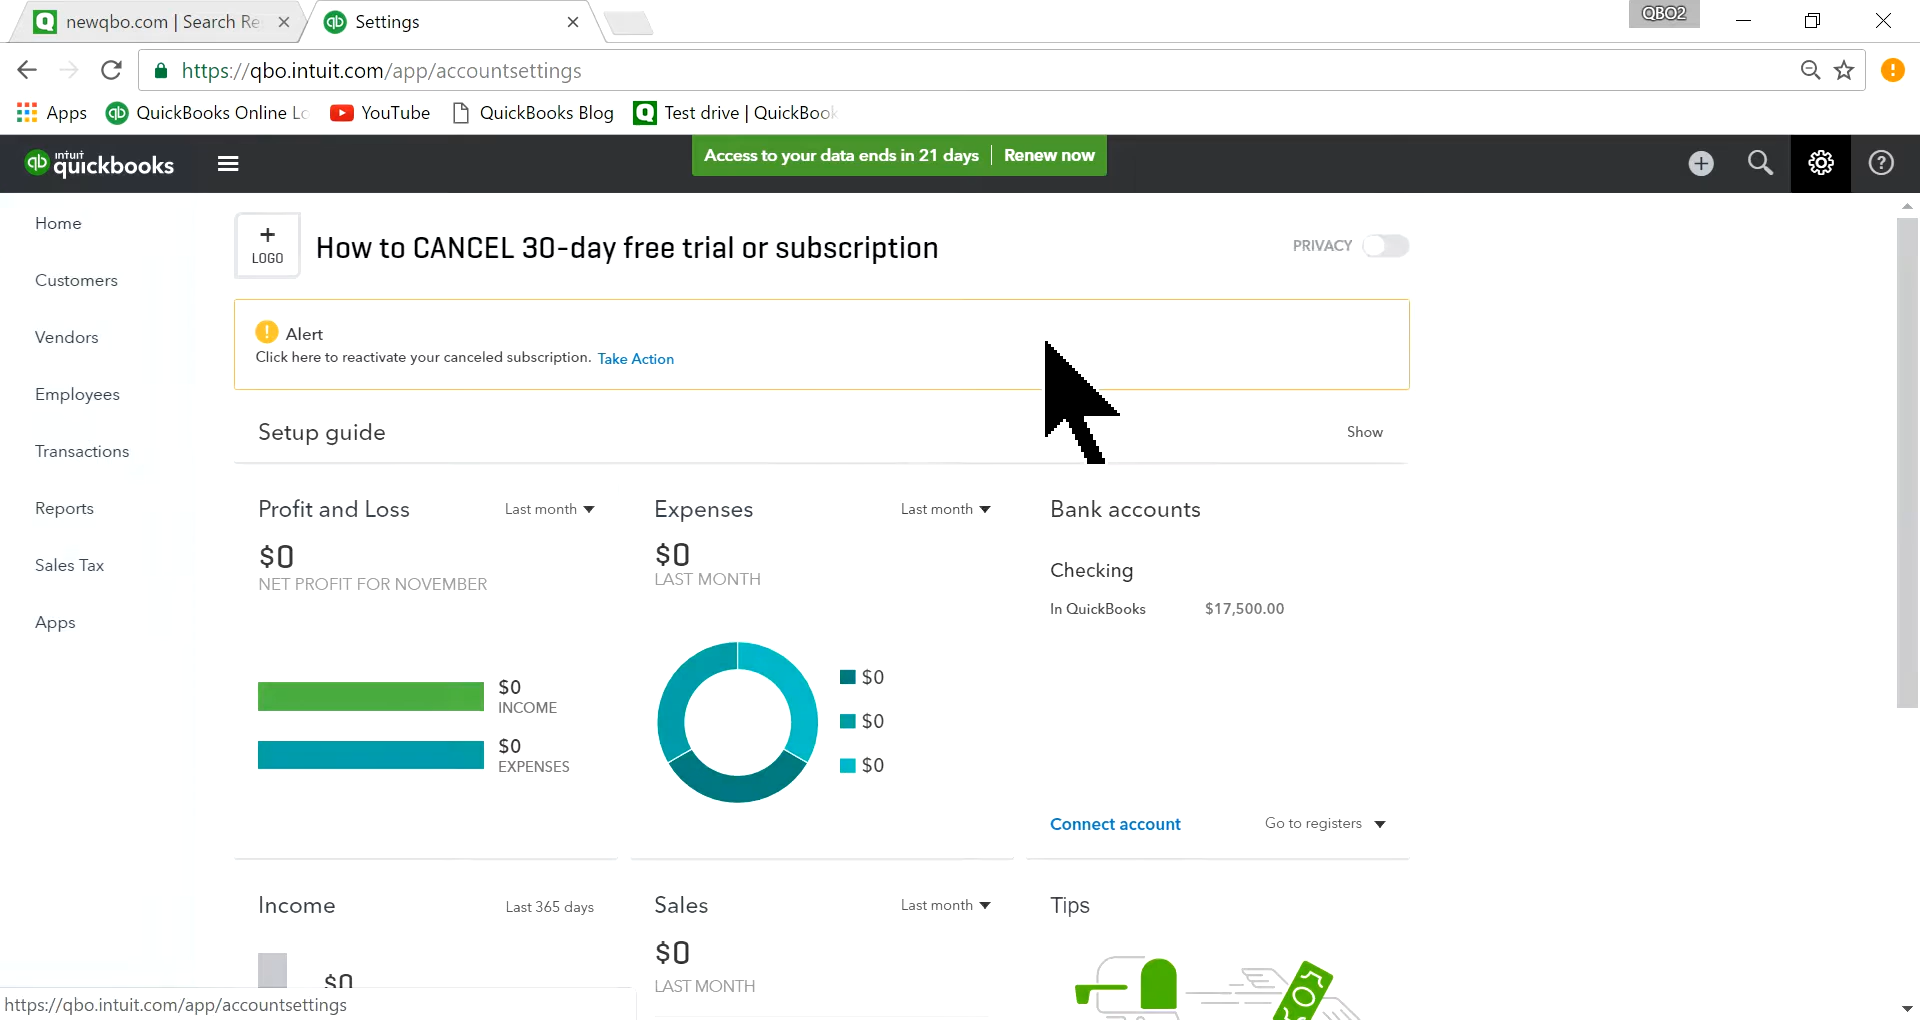 newqbo.com | Search Re
Settings
QBO2
https://qbo.intuit.com/app/accountsettings
Apps
QuickBooks Online Lo
YouTube
QuickBooks Blog
Test drive | QuickBook
intuit
quickbooks
Access to your data ends in 21 days | Renew now
Home
Customers
Vendors
Employees
Transactions
Reports
Sales Tax
Apps
+
LOGO
How to CANCEL 30-day free trial or subscription
PRIVACY
Alert
Click here to reactivate your canceled subscription. Take Action
Setup guide
Show
Profit and Loss
Last month
$0
NET PROFIT FOR NOVEMBER
$0
INCOME
$0
EXPENSES
Expenses
Last month
$0
LAST MONTH
$0
$0
$0
Bank accounts
Checking
In QuickBooks $17,500.00
Connect account
Go to registers
Income
Last 365 days
$0
Sales
Last month
$0
LAST MONTH
Tips
https://qbo.intuit.com/app/accountsettings